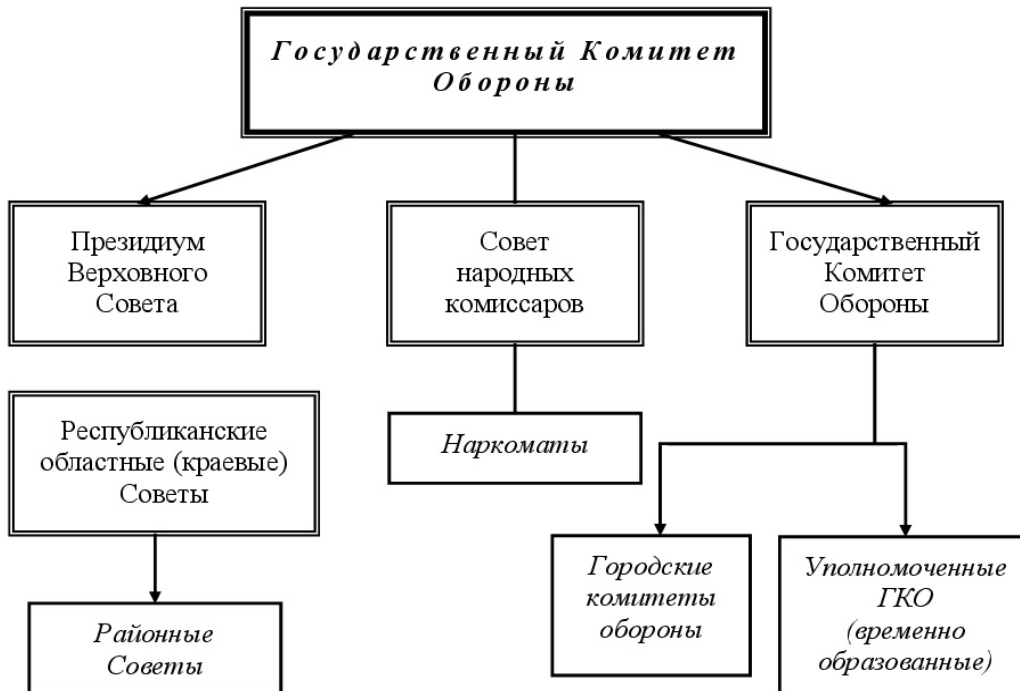 Государственный Комитет
Обороны
Президиум
Верховного
Совета
Совет
народных
комиссаров
Государственный
Комитет
Обороны
Республиканские
областные (краевые)
Советы
Наркоматы
Районные
Советы
Городские
комитеты
обороны
Уполномоченные
ГКО
(временно
образованные)